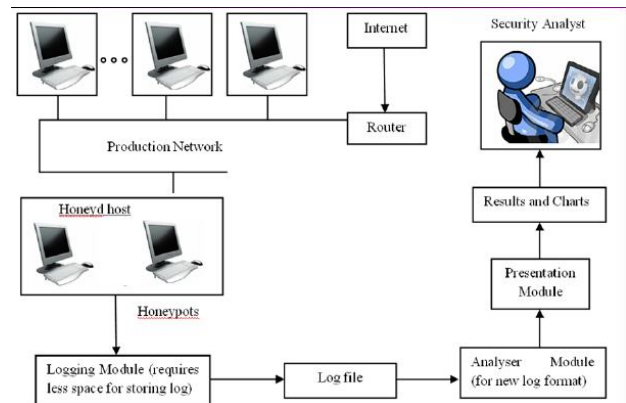 Internet
Security Analyst
Router
Production Network
Honeyd host
Results and Charts
Presentation
Module
Honeypots
Logging Module (requires
less space for storing log)
Log file
Analyser Module
(for new log format)